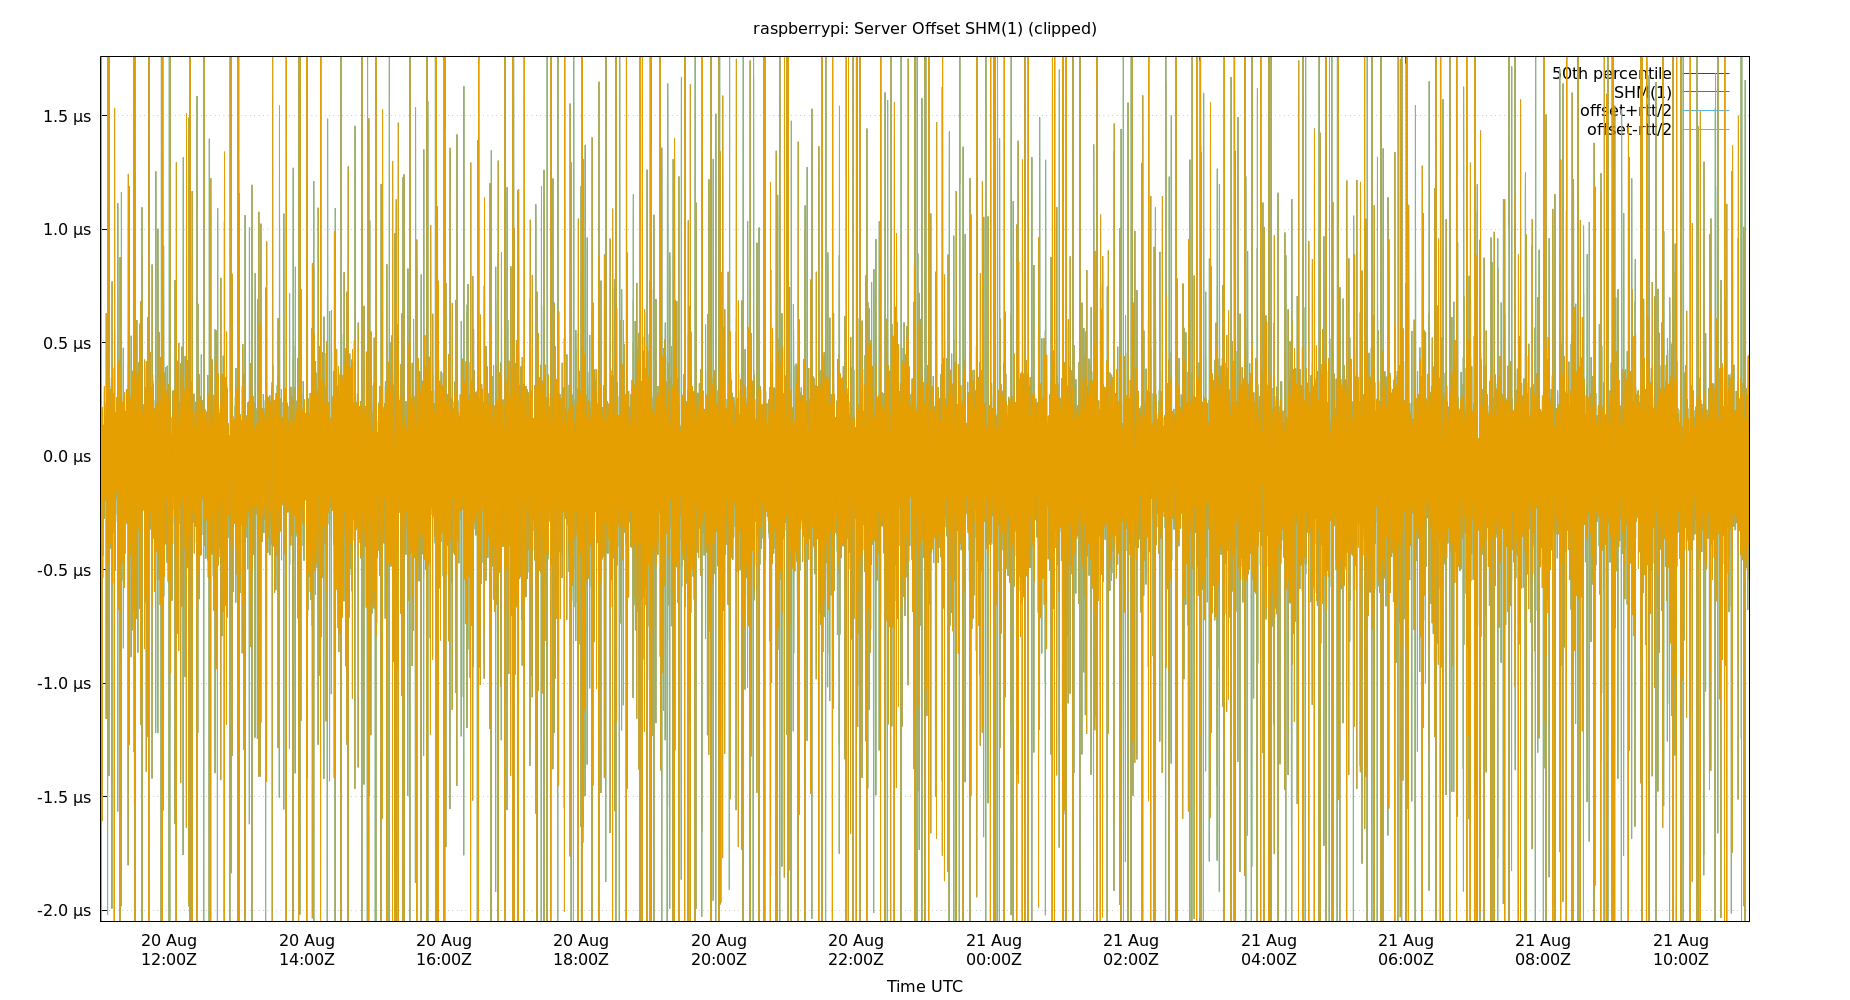 raspberrypi: Server Offset SHM(1) (clipped)
50th percentile
SHM(1)
offset+rtt/2
offset-rtt/2
1.5 µs
1.0 µs
0.5 µs
0.0 µs
-0.5 µs
-1.0 µs
-1.5 µs
-2.0 µs
20 Aug 20 Aug 20 Aug 20 Aug 20 Aug 20 Aug 21 Aug 21 Aug 21 Aug 21 Aug 21 Aug 21 Aug
12:00Z 14:00Z 16:00Z 18:00Z 20:00Z 22:00Z 00:00Z 02:00Z 04:00Z 06:00Z 08:00Z 10:00Z
Time UTC